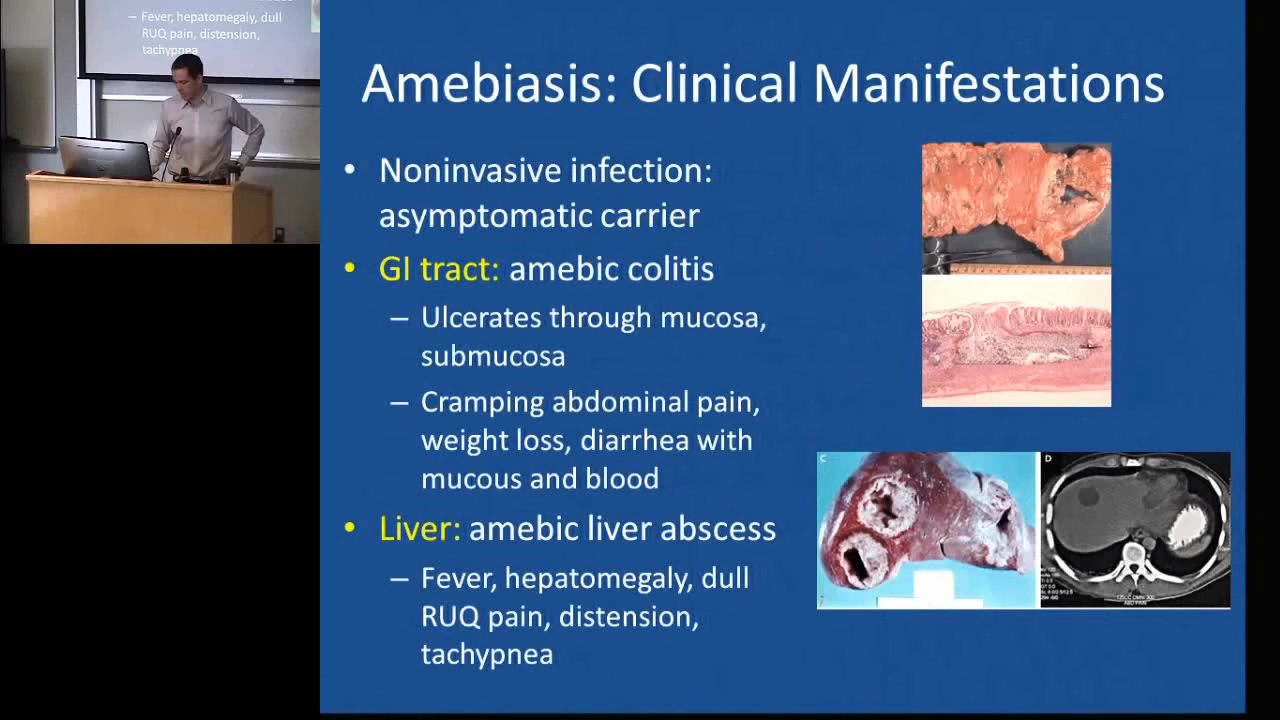 – Fever, hepatomegaly, dull
RUQ pain, distension,
tachypnea
Amebiasis: Clinical Manifestations
• Noninvasive infection:
asymptomatic carrier
• GI tract: amebic colitis
– Ulcerates through mucosa,
submucosa
– Cramping abdominal pain,
weight loss, diarrhea with
mucous and blood
• Liver: amebic liver abscess
– Fever, hepatomegaly, dull
RUQ pain, distension,
tachypnea
C
D
ABD PAIN